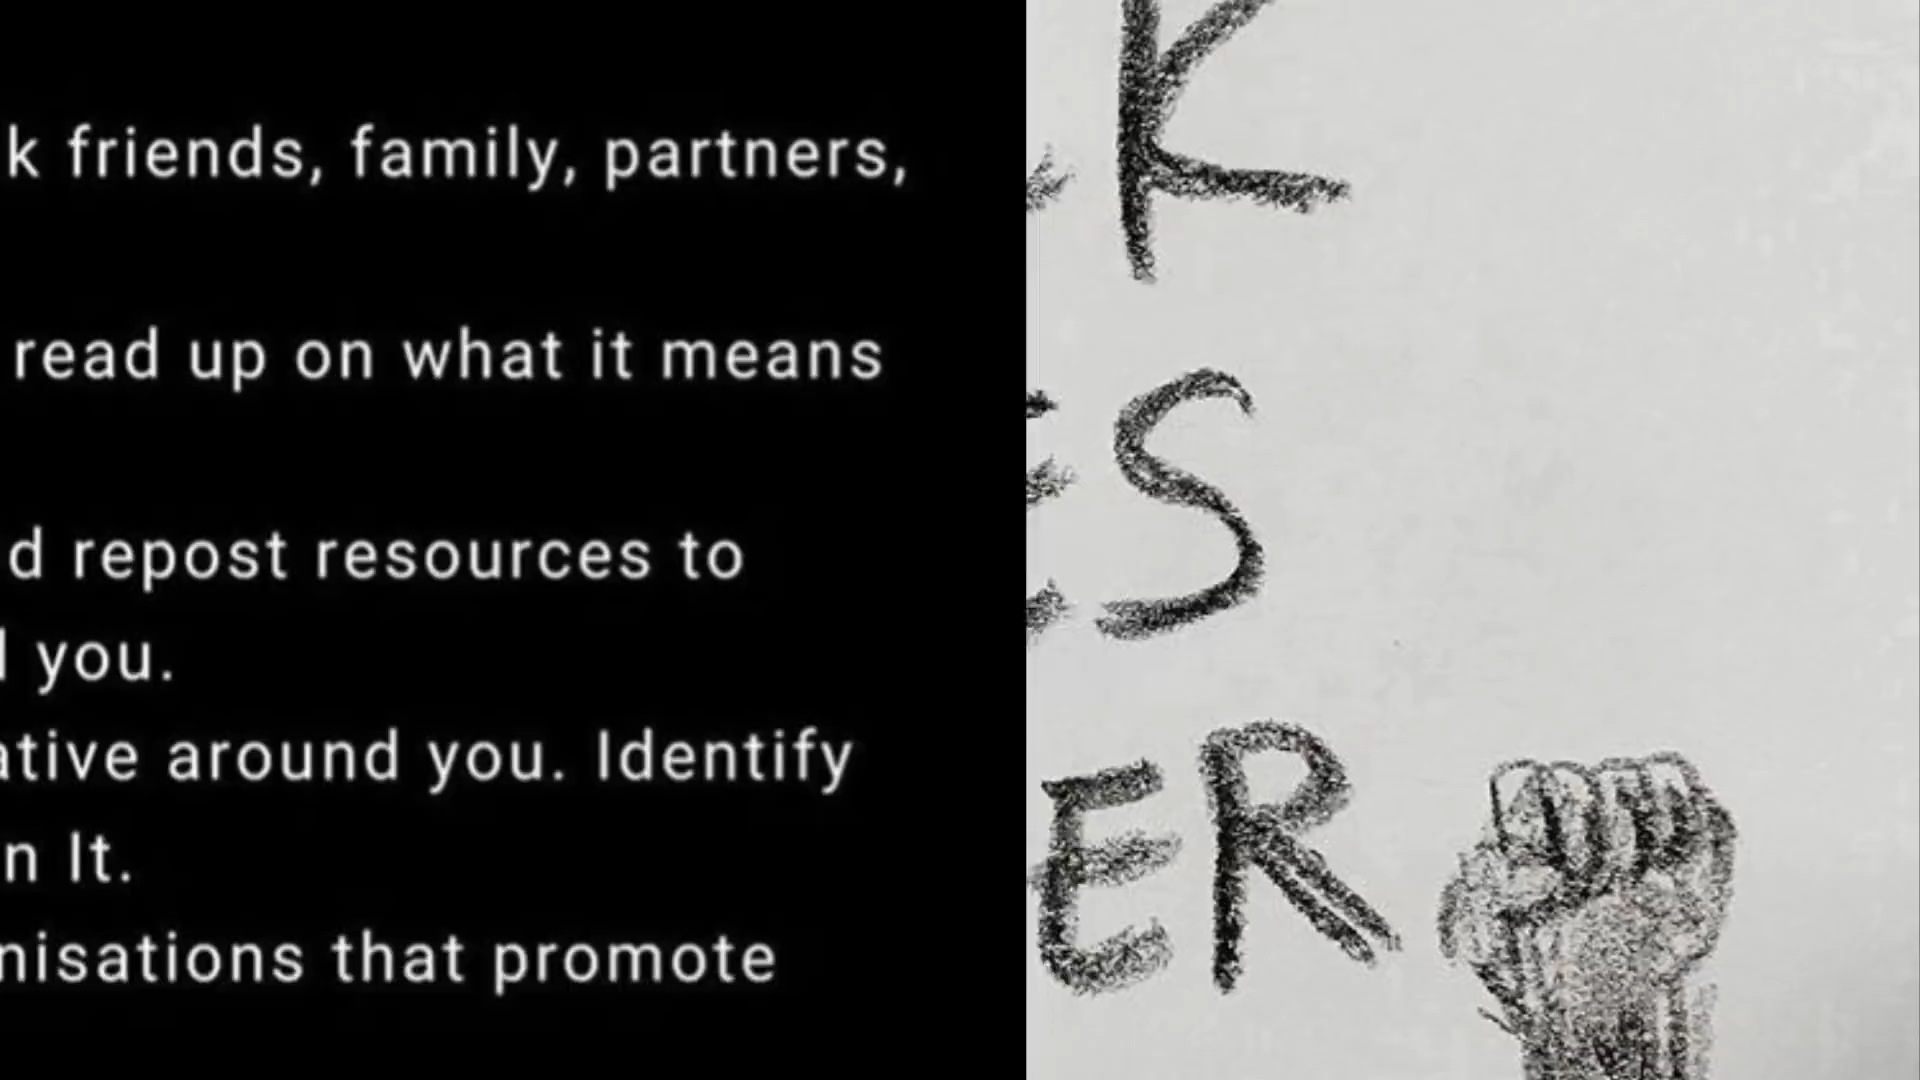 k friends, family, partners,
read up on what it means
d repost resources to
you.
ative around you. Identify
n It.
nisations that promote
K
ES
ER